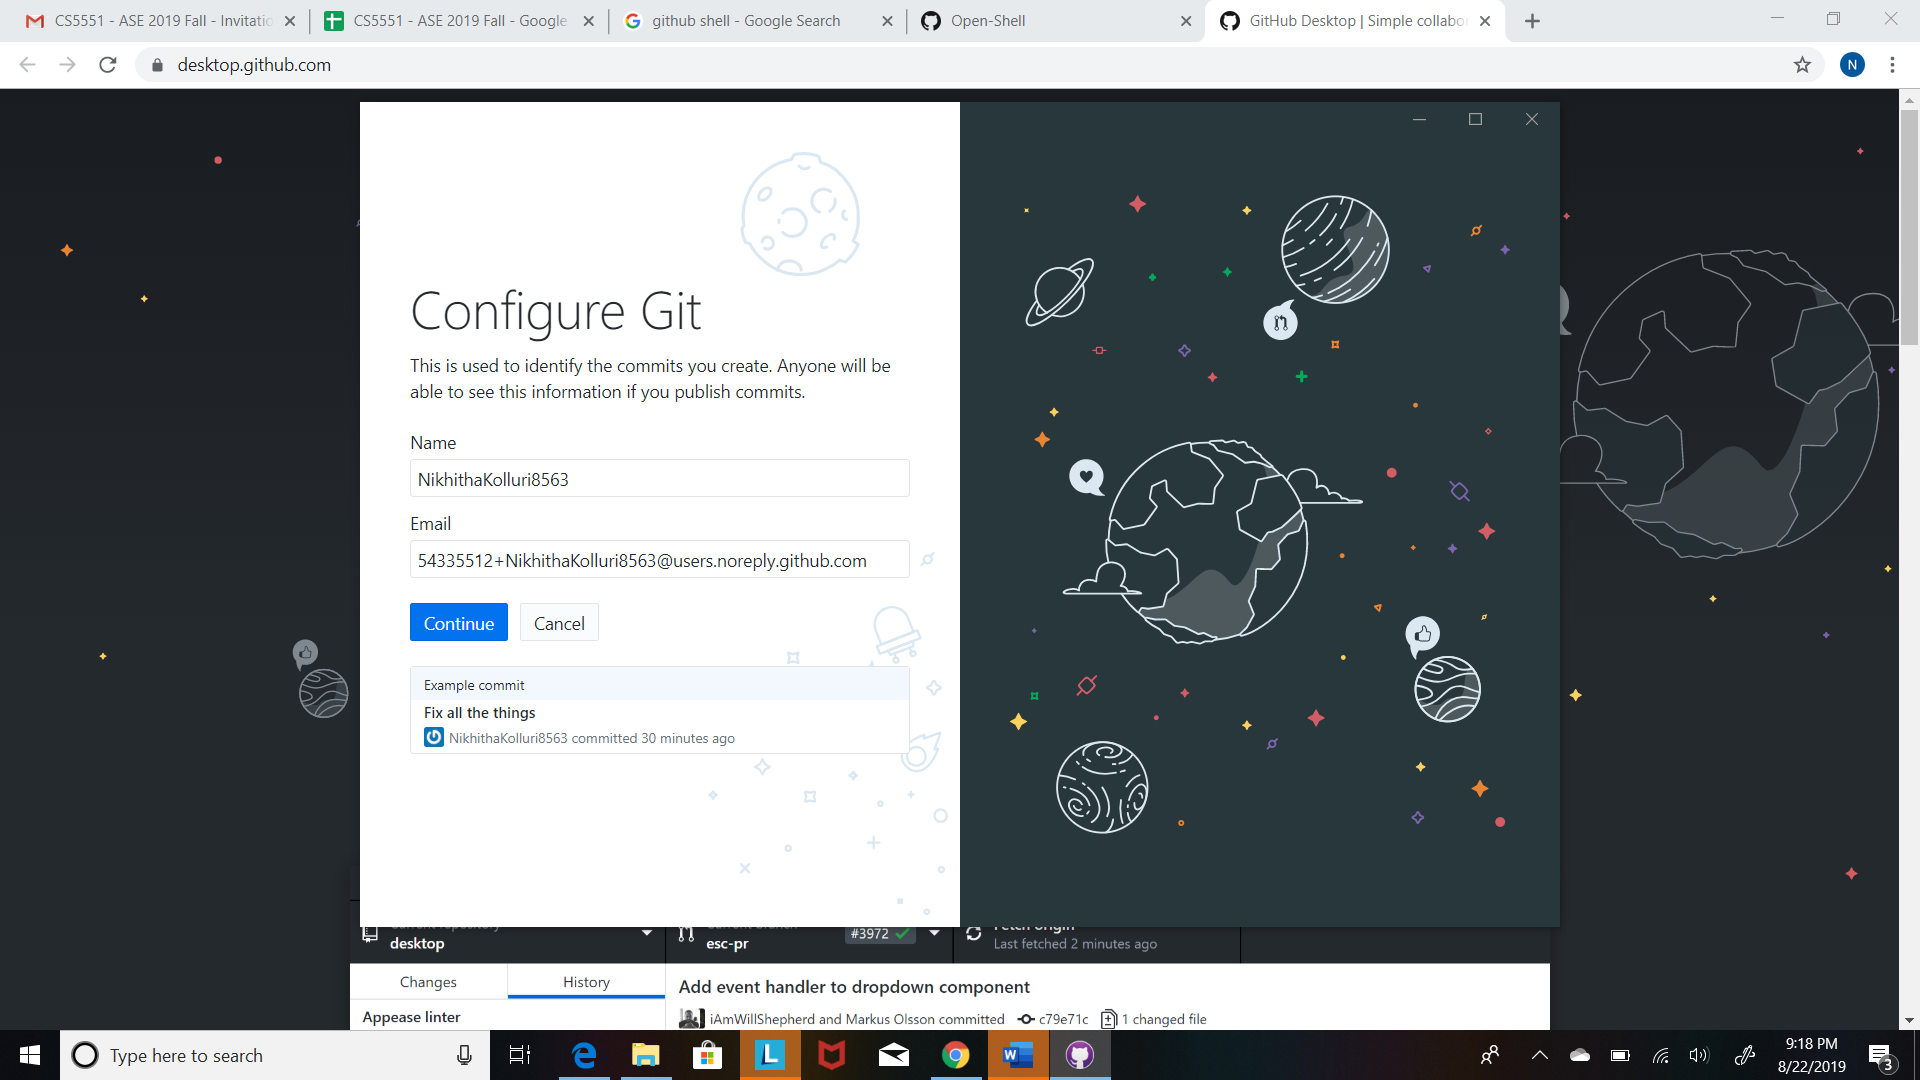 CS5551 - ASE 2019 Fall - Invitatio
CS5551 - ASE 2019 Fall - Google
github shell - Google Search
Open-Shell
GitHub Desktop | Simple collabor
desktop.github.com
N
Configure Git
This is used to identify the commits you create. Anyone will be
able to see this information if you publish commits.
Name
NikhithaKolluri8563
Email
54335512+NikhithaKolluri8563@users.noreply.github.com
Continue
Cancel
Example commit
Fix all the things
NikhithaKolluri8563 committed 30 minutes ago
desktop
esc-pr
#3972
Fetch origin
Last fetched 2 minutes ago
Changes
History
Add event handler to dropdown component
Appease linter
iAmWillShepherd and Markus Olsson committed
c79e71c
1 changed file
Type here to search
9:18 PM
8/22/2019
3